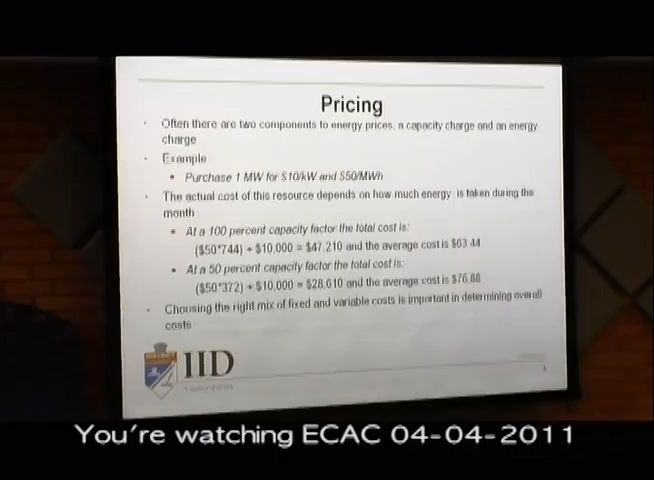 Pricing
• Often there are two components to energy prices, a capacity charge and an energy
charge
• Example
• Purchase 1 MW for $10/kW and $50/MWh
• The actual cost of this resource depends on how much energy is taken during the
month
• At a 100 percent capacity factor the total cost is:
($50*744) + $10,000 = $47,210 and the average cost is $63.44
• At a 50 percent capacity factor the total cost is:
($50*372) + $10,000 = $28,610 and the average cost is $76.88
• Choosing the right mix of fixed and variable costs is important in determining overall
costs
IID
You're watching ECAC 04-04-2011